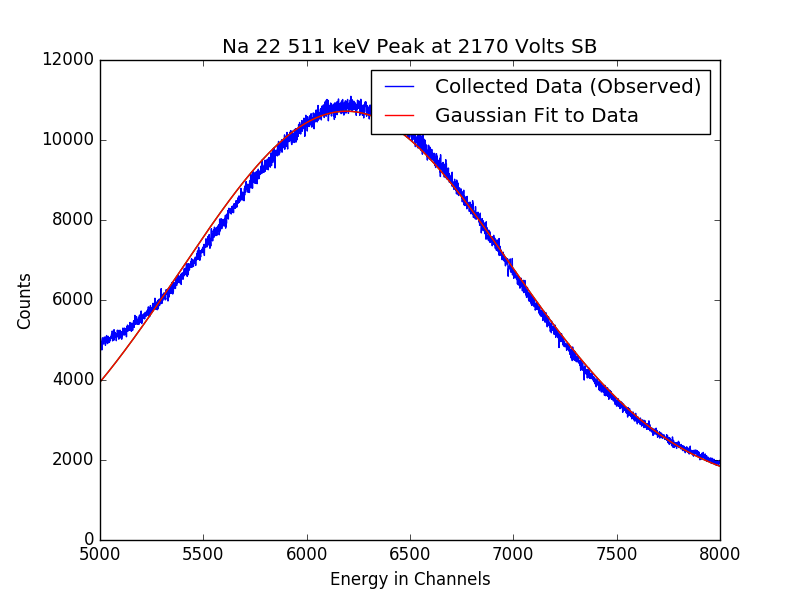 Na 22 511 keV Peak at 2170 Volts SB
Collected Data (Observed)
Gaussian Fit to Data
12000
10000
8000
6000
4000
2000
0
Counts
5000 5500 6000 6500 7000 7500 8000
Energy in Channels